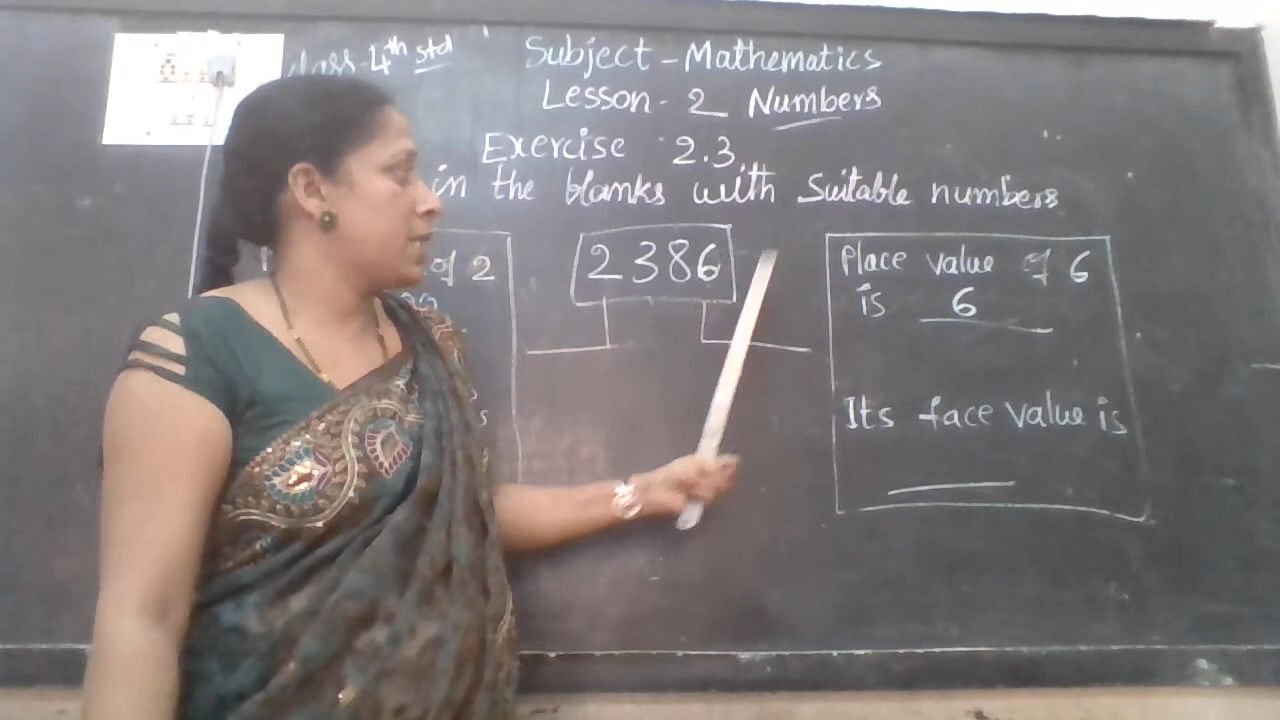 class-4th std
Subject - Mathematics
Lesson - 2 Numbers
Exercise 2.3
in the blanks with Suitable numbers
of 2
2386
Place value of 6
is 6
Its face value is